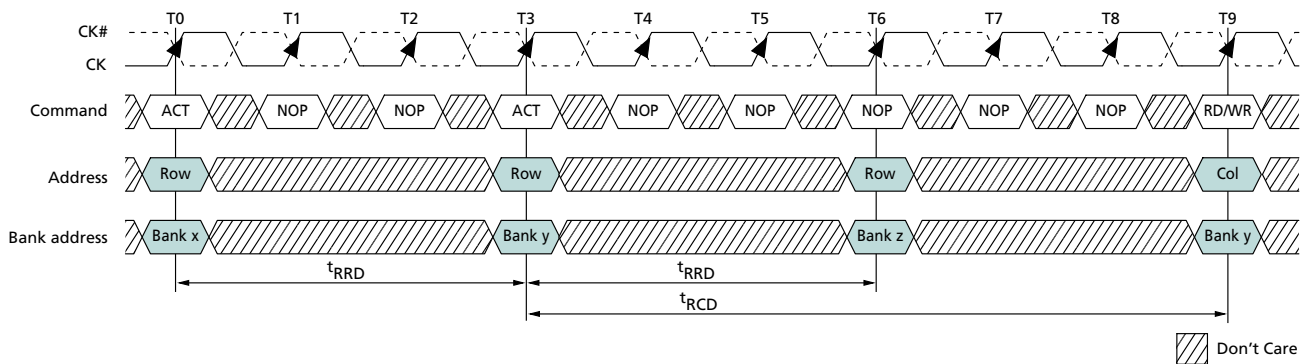 T0 T1 T2 T3 T4 T5 T6 T7 T8 T9
CK#
CK
Command ACT NOP NOP ACT NOP NOP NOP NOP NOP RD/WR
Address Row Row Row Col
Bank address Bank x Bank y Bank z Bank y
tRRD tRRD
tRCD
Don't Care